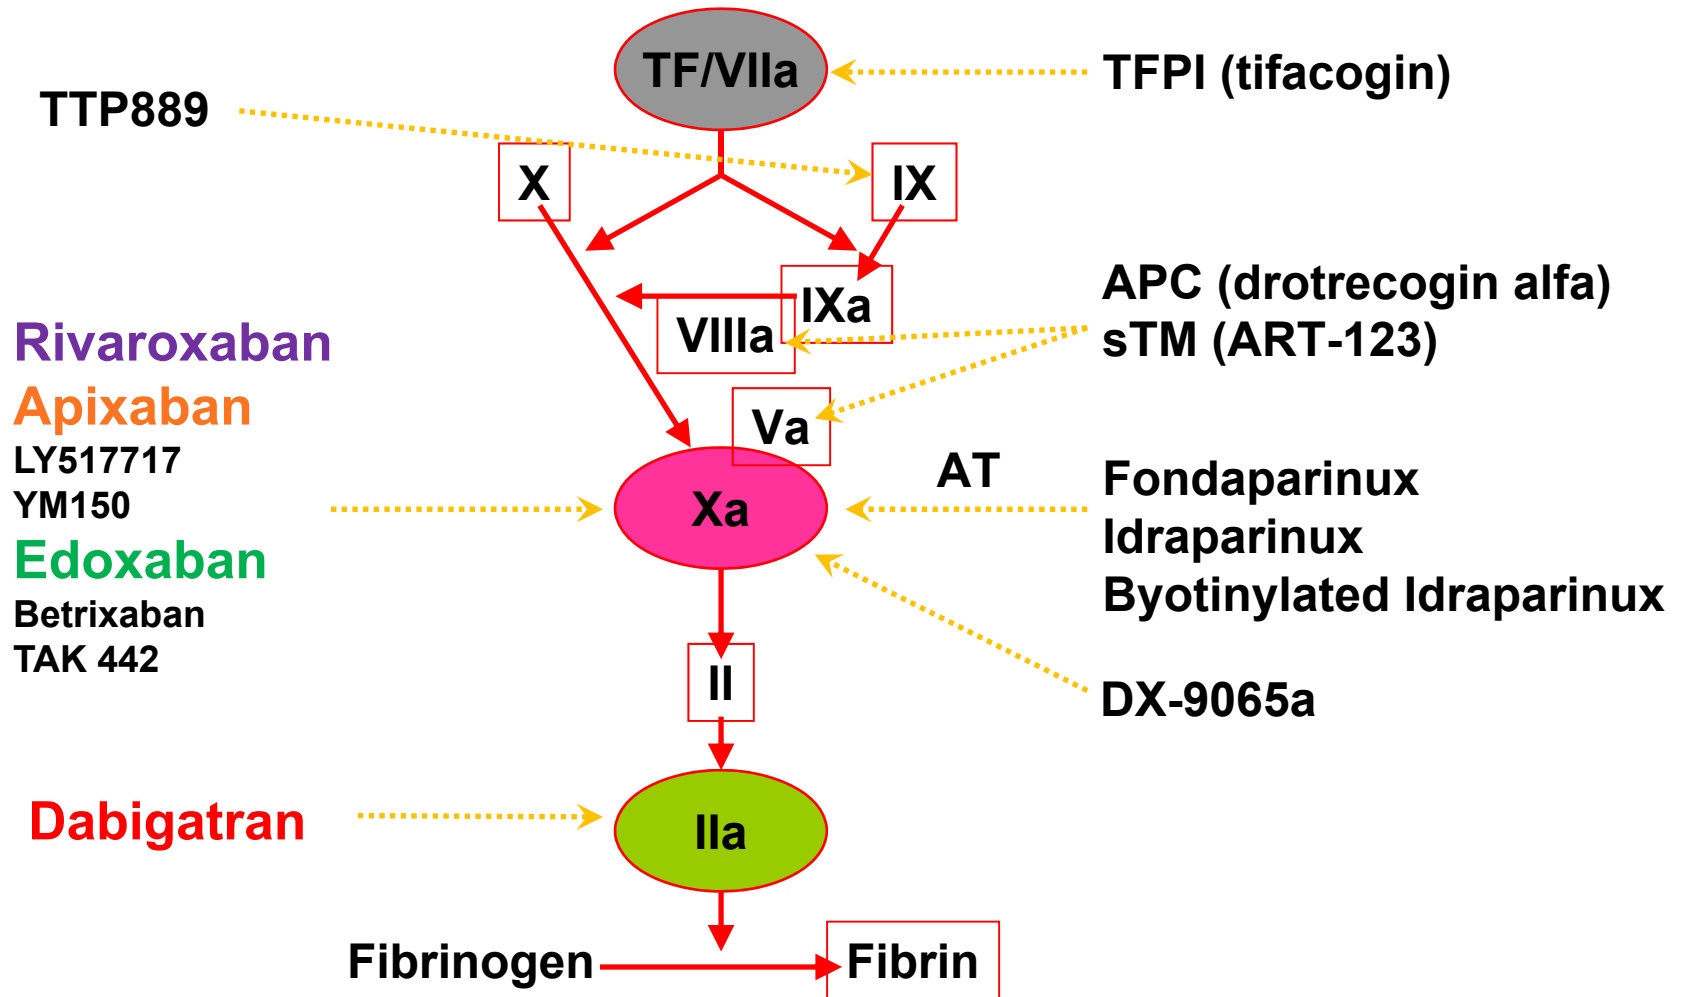 TF/VIIa
TFPI (tifacogin)
TTP889
X
IX
IXa
VIIIa
APC (drotrecogin alfa)
sTM (ART-123)
Rivaroxaban
Apixaban
LY517717
YM150
Edoxaban
Betrixaban
TAK 442
Va
Xa
AT
Fondaparinux
Idraparinux
Byotinylated Idraparinux
DX-9065a
II
Dabigatran
IIa
Fibrinogen
Fibrin